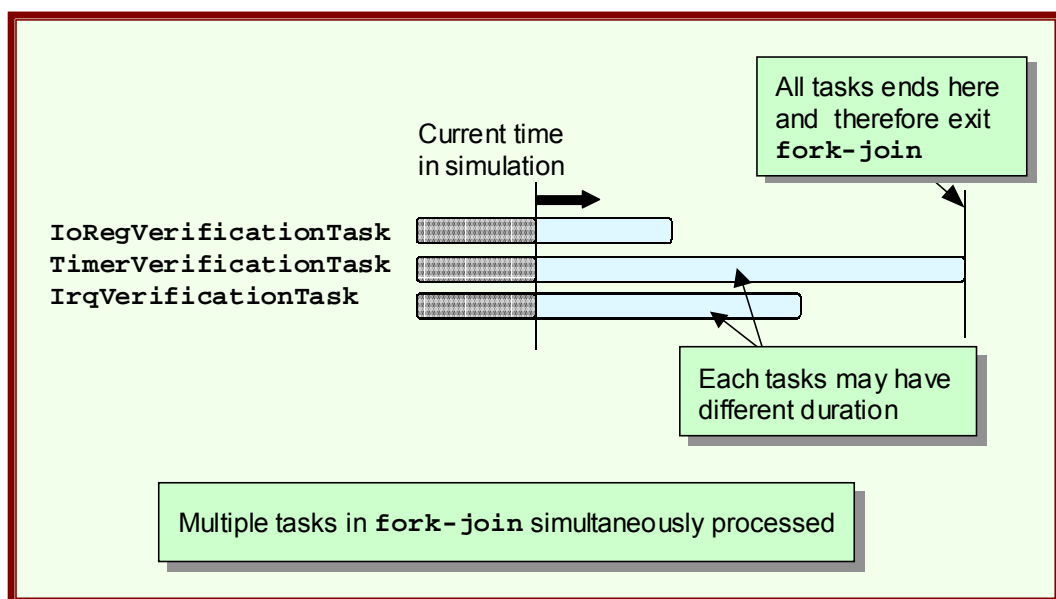 All tasks ends here
and therefore exit
fork-join
Current time
in simulation
IoRegVerificationTask
TimerVerificationTask
IrqVerificationTask
Each tasks may have
different duration
Multiple tasks in fork-join simultaneously processed